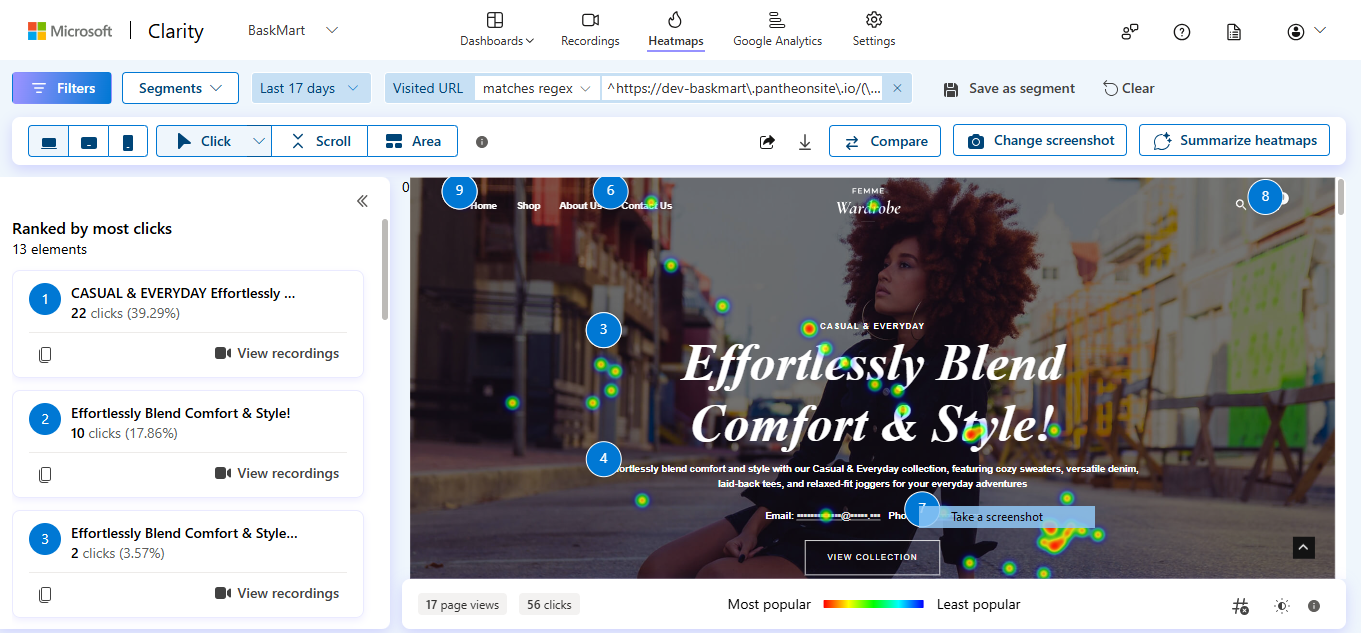 Microsoft | Clarity BaskMart Dashboards Recordings Heatmaps Google Analytics Settings
Filters Segments Last 17 days Visited URL matches regex ^https://dev-baskmart\.pantheonsite\.io/(\... Save as segment Clear
Click Scroll Area Compare Change screenshot Summarize heatmaps
Ranked by most clicks
13 elements
1 CASUAL & EVERYDAY Effortlessly ...
22 clicks (39.29%)
View recordings
2 Effortlessly Blend Comfort & Style!
10 clicks (17.86%)
View recordings
3 Effortlessly Blend Comfort & Style...
2 clicks (3.57%)
View recordings
0
9 6 8
FEMME
Home Shop About Us Contact Us Wardrobe
3 CASUAL & EVERYDAY
Effortlessly Blend
Comfort & Style!
4 ortlessly blend comfort and style with our Casual & Everyday collection, featuring cozy sweaters, versatile denim,
laid-back tees, and relaxed-fit joggers for your everyday adventures
Email: Pho 7 Take a screenshot
VIEW COLLECTION
17 page views 56 clicks Most popular Least popular